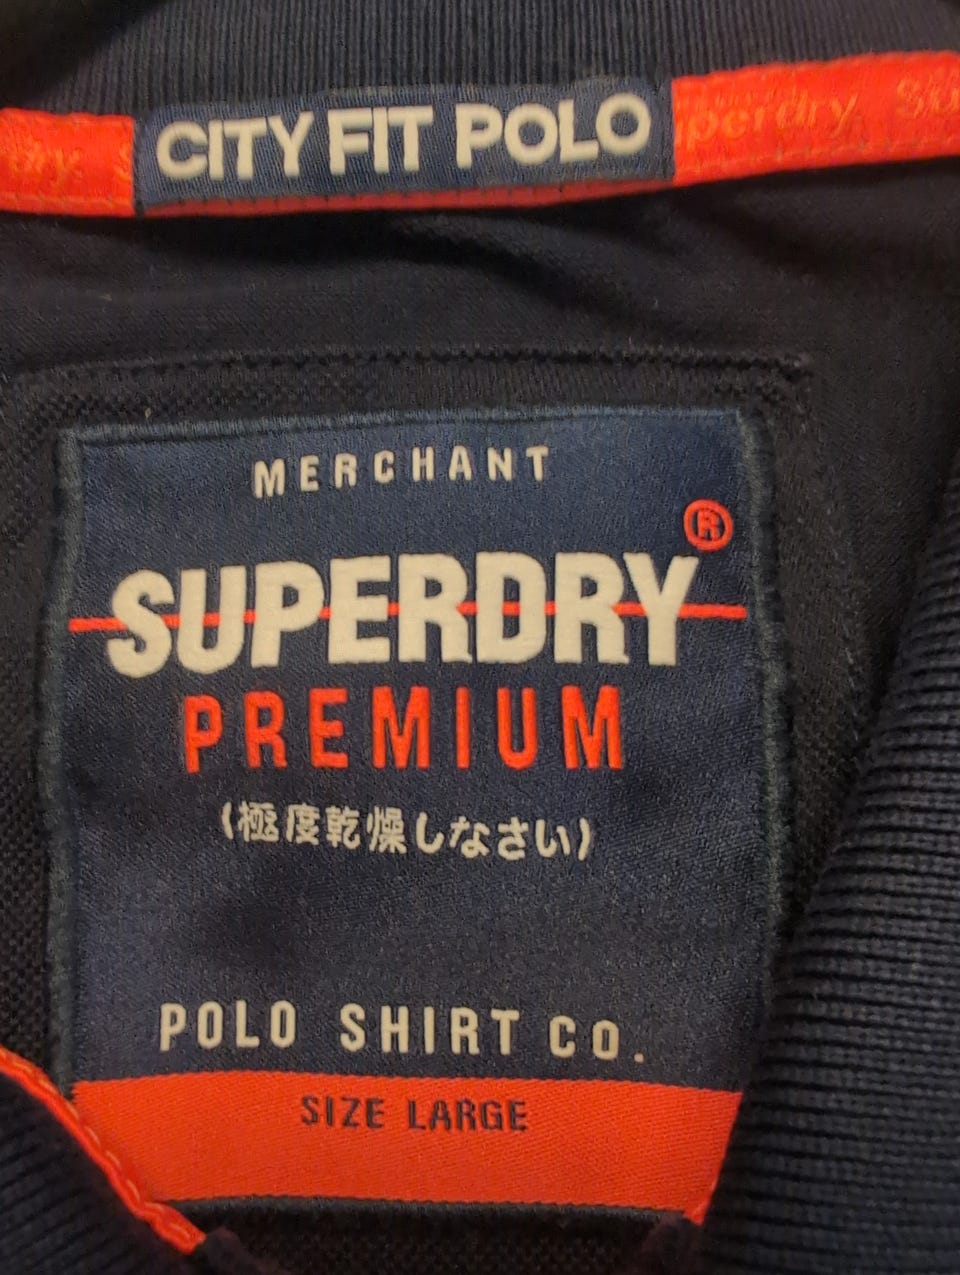 CITY FIT POLO
perdry
MERCHANT
SUPERDRY®
PREMIUM
(極度乾燥しなさい)
POLO SHIRT CO.
SIZE LARGE